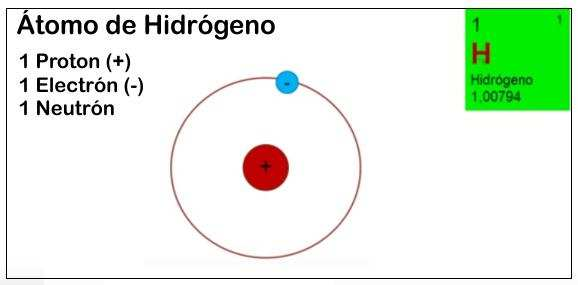 Átomo de Hidrógeno
1 Proton (+)
1 Electrón (-)
1 Neutrón
1 1
H
Hidrógeno
1,00794
-
+